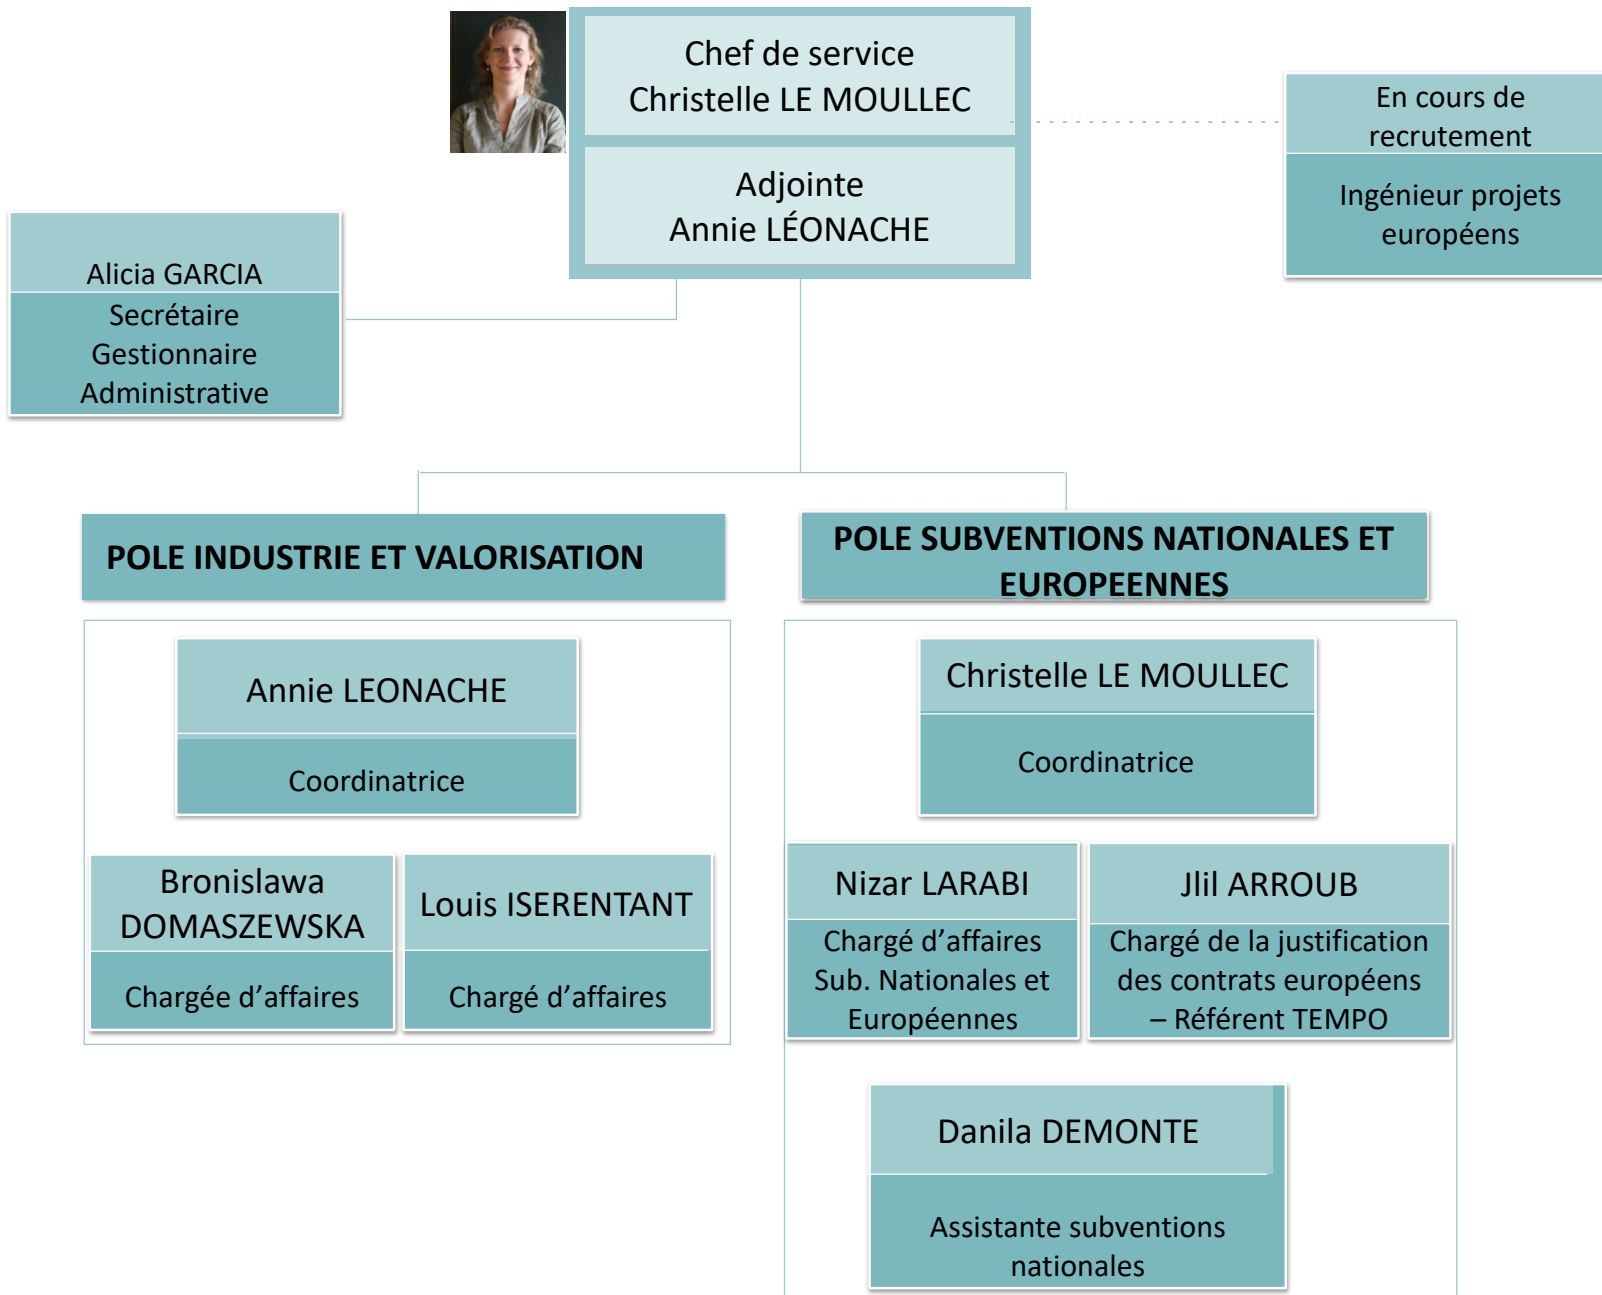 Chef de service
Christelle LE MOULLEC
Adjointe
Annie LÉONACHE
En cours de
recrutement
Ingénieur projets
européens
Alicia GARCIA
Secrétaire
Gestionnaire
Administrative
POLE INDUSTRIE ET VALORISATION
Annie LEONACHE
Coordinatrice
Bronislawa
DOMASZEWSKA
Chargée d’affaires
Louis ISERENTANT
Chargé d’affaires
POLE SUBVENTIONS NATIONALES ET
EUROPEENNES
Christelle LE MOULLEC
Coordinatrice
Nizar LARABI
Chargé d’affaires
Sub. Nationales et
Européennes
Jlil ARROUB
Chargé de la justification
des contrats européens
– Référent TEMPO
Danila DEMONTE
Assistante subventions
nationales